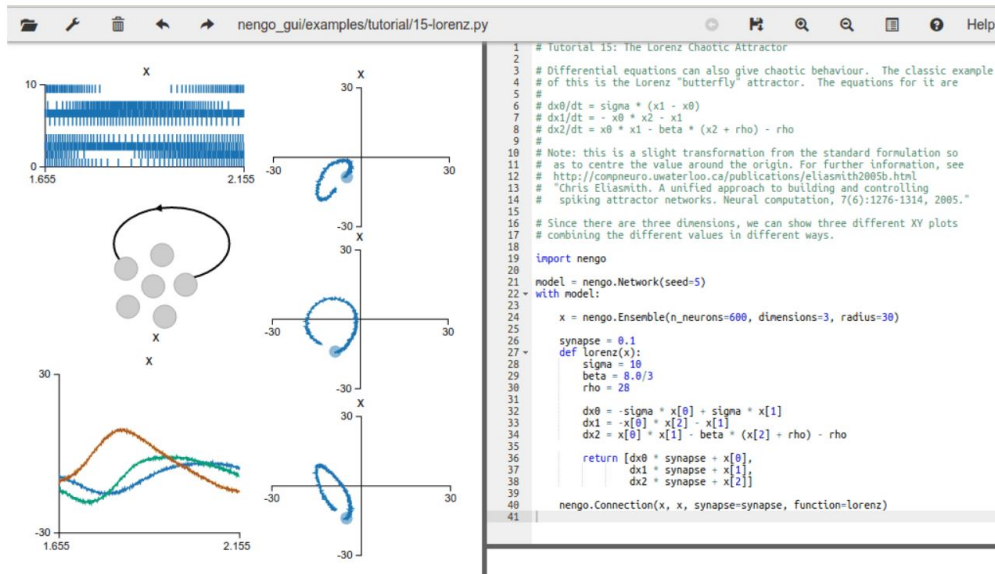 nengo_gui/examples/tutorial/15-lorenz.py
Help
X
10
0
1.655
2.155
X
30
-30
30
-30
X
X
30
-30
30
-30
X
30
-30
1.655
2.155
X
30
-30
30
-30
1 # Tutorial 15: The Lorenz Chaotic Attractor
2
3 # Differential equations can also give chaotic behaviour.  The classic example
4 # of this is the Lorenz "butterfly" attractor.  The equations for it are
5 #
6 # dx0/dt = sigma * (x1 - x0)
7 # dx1/dt = - x0 * x2 - x1
8 # dx2/dt = x0 * x1 - beta * (x2 + rho) - rho
9 #
10 # Note: this is a slight transformation from the standard formulation so
11 #  as to centre the value around the origin. For further information, see
12 #  http://compneuro.uwaterloo.ca/publications/eliasmith2005b.html
13 #  "Chris Eliasmith. A unified approach to building and controlling
14 #   spiking attractor networks. Neural computation, 7(6):1276-1314, 2005."
15
16 # Since there are three dimensions, we can show three different XY plots
17 # combining the different values in different ways.
18
19 import nengo
20
21 model = nengo.Network(seed=5)
22 with model:
23
24     x = nengo.Ensemble(n_neurons=600, dimensions=3, radius=30)
25
26     synapse = 0.1
27     def lorenz(x):
28         sigma = 10
29         beta = 8.0/3
30         rho = 28
31
32         dx0 = -sigma * x[0] + sigma * x[1]
33         dx1 = -x[0] * x[2] - x[1]
34         dx2 = x[0] * x[1] - beta * (x[2] + rho) - rho
35
36         return [dx0 * synapse + x[0],
37                 dx1 * synapse + x[1],
38                 dx2 * synapse + x[2]]
39
40     nengo.Connection(x, x, synapse=synapse, function=lorenz)
41